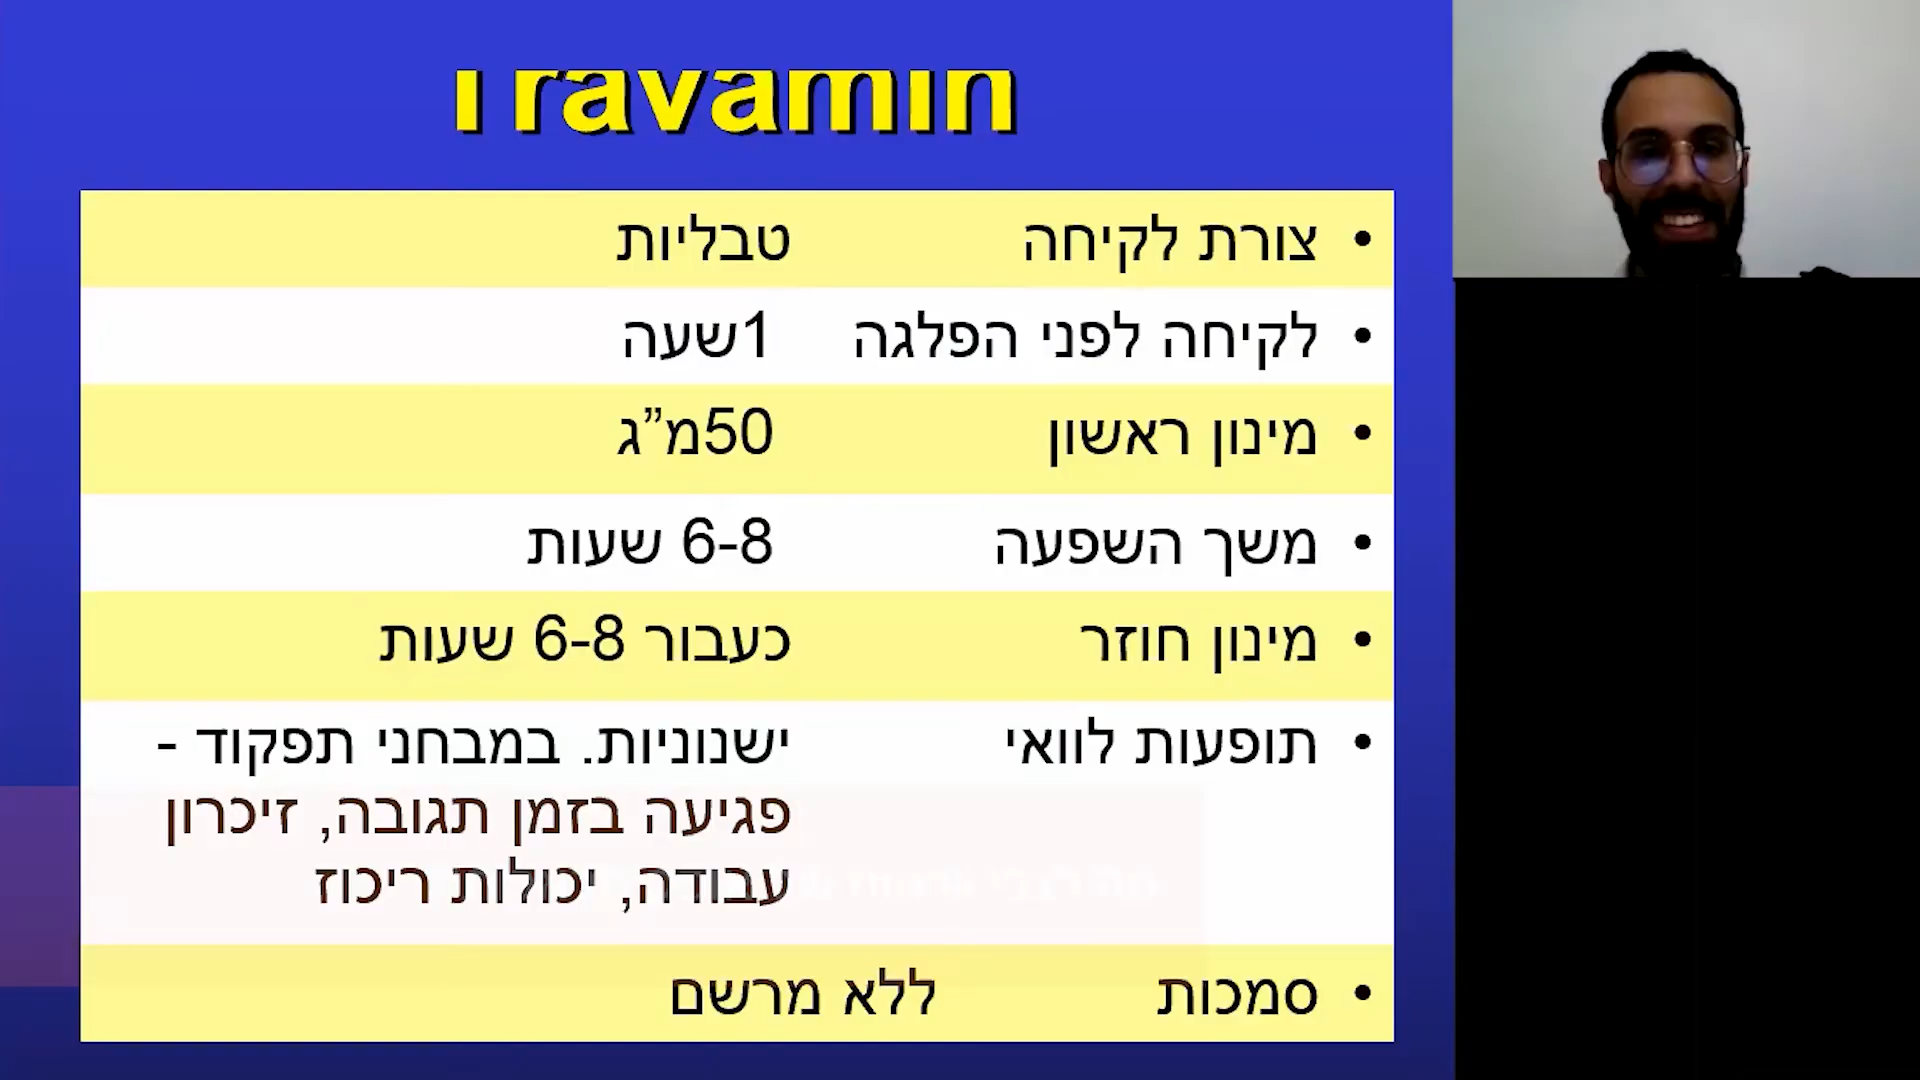 Travamin
• צורת לקיחה טבליות
• לקיחה לפני הפלגה 1שעה
• מינון ראשון 50מ”ג
• משך השפעה 6-8 שעות
• מינון חוזר כעבור 6-8 שעות
• תופעות לוואי ישנוניות. במבחני תפקוד -
פגיעה בזמן תגובה, זיכרון
עבודה, יכולות ריכוז
• סמכות ללא מרשם